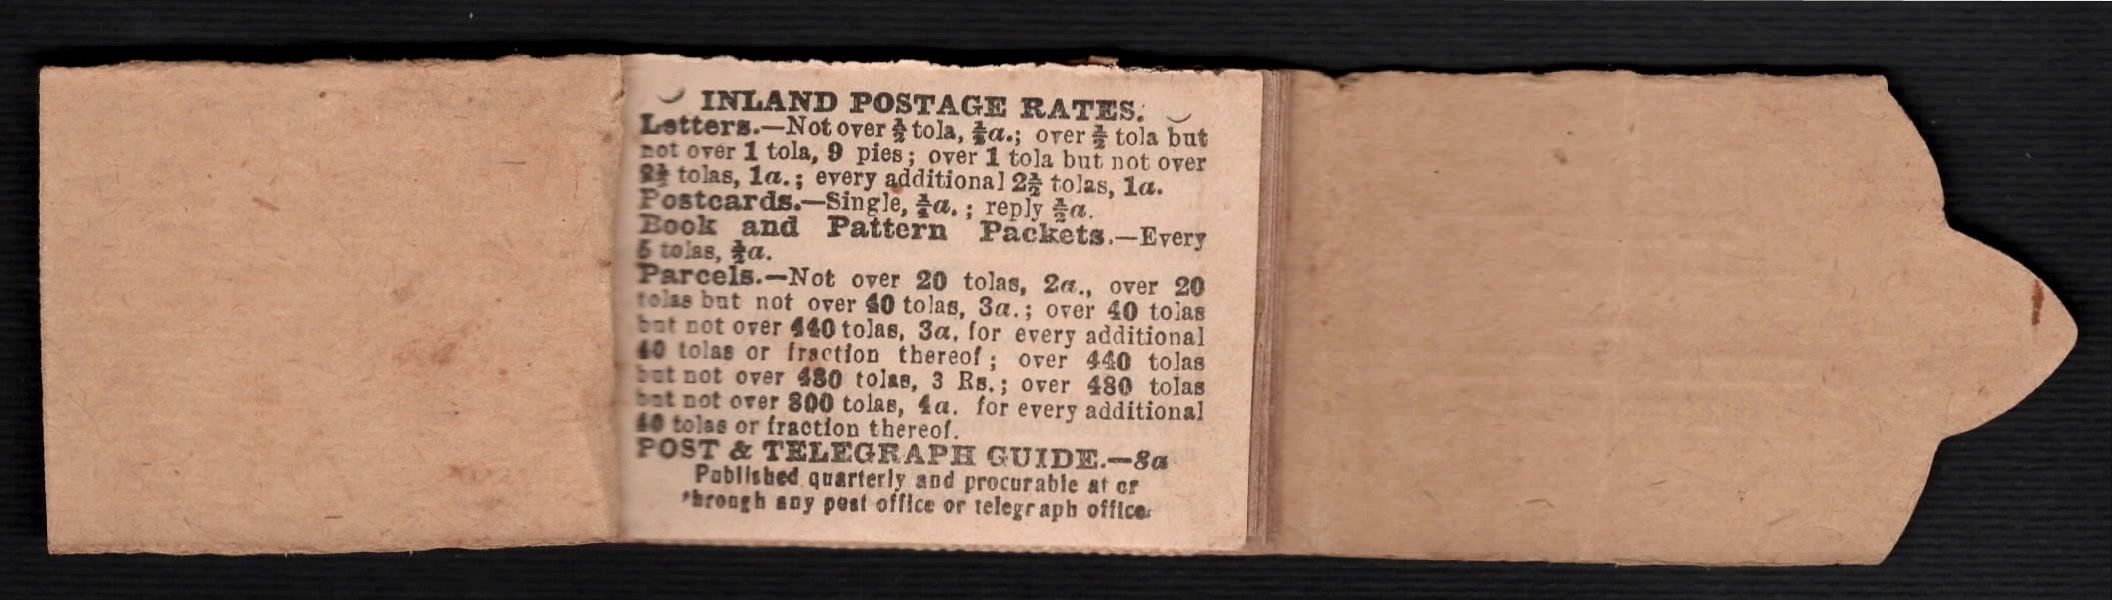 INLAND POSTAGE RATES.
Letters.—Not over ½ tola, ½a.; over ½ tola but
not over 1 tola, 9 pies; over 1 tola but not over
2½ tolas, 1a.; every additional 2½ tolas, 1a.
Postcards.—Single, ¼a.; reply ½a.
Book and Pattern Packets.—Every
5 tolas, ½a.
Parcels.—Not over 20 tolas, 2a., over 20
tolas but not over 40 tolas, 3a.; over 40 tolas
but not over 440 tolas, 3a. for every additional
40 tolas or fraction thereof; over 440 tolas
but not over 480 tolas, 3 Rs.; over 480 tolas
but not over 800 tolas, 4a. for every additional
40 tolas or fraction thereof.
POST & TELEGRAPH GUIDE.—8a
Published quarterly and procurable at or
through any post office or telegraph office.